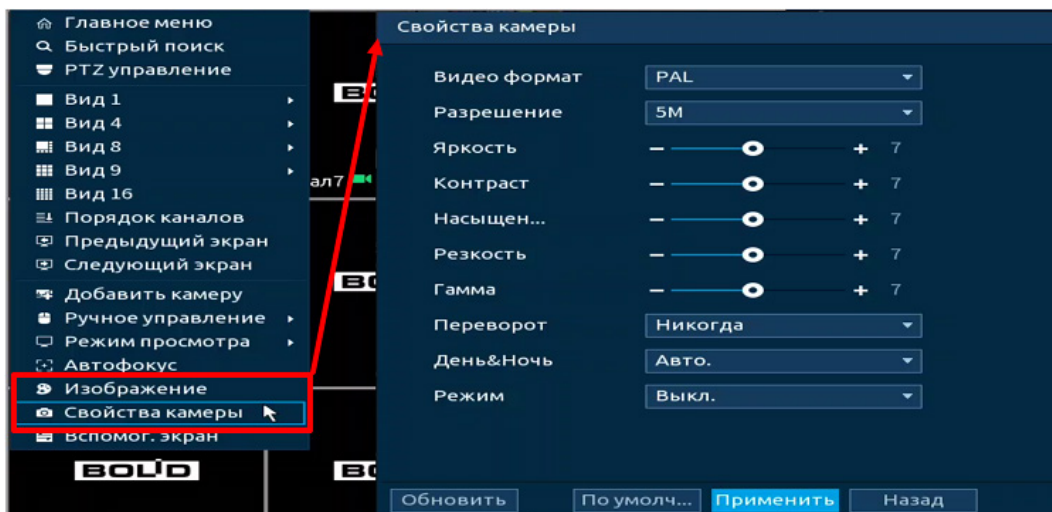 Главное меню
Быстрый поиск
PTZ управление
Вид 1
Вид 4
Вид 8
Вид 9
Вид 16
Порядок каналов
Предыдущий экран
Следующий экран
Добавить камеру
Ручное управление
Режим просмотра
Автофокус
Изображение
Свойства камеры
Вспомог. экран
BOLID
ал7
Свойства камеры
Видео формат PAL
Разрешение 5M
Яркость − + 7
Контраст − + 7
Насыщен... − + 7
Резкость − + 7
Гамма − + 7
Переворот Никогда
День&Ночь Авто.
Режим Выкл.
Обновить По умолч... Применить Назад